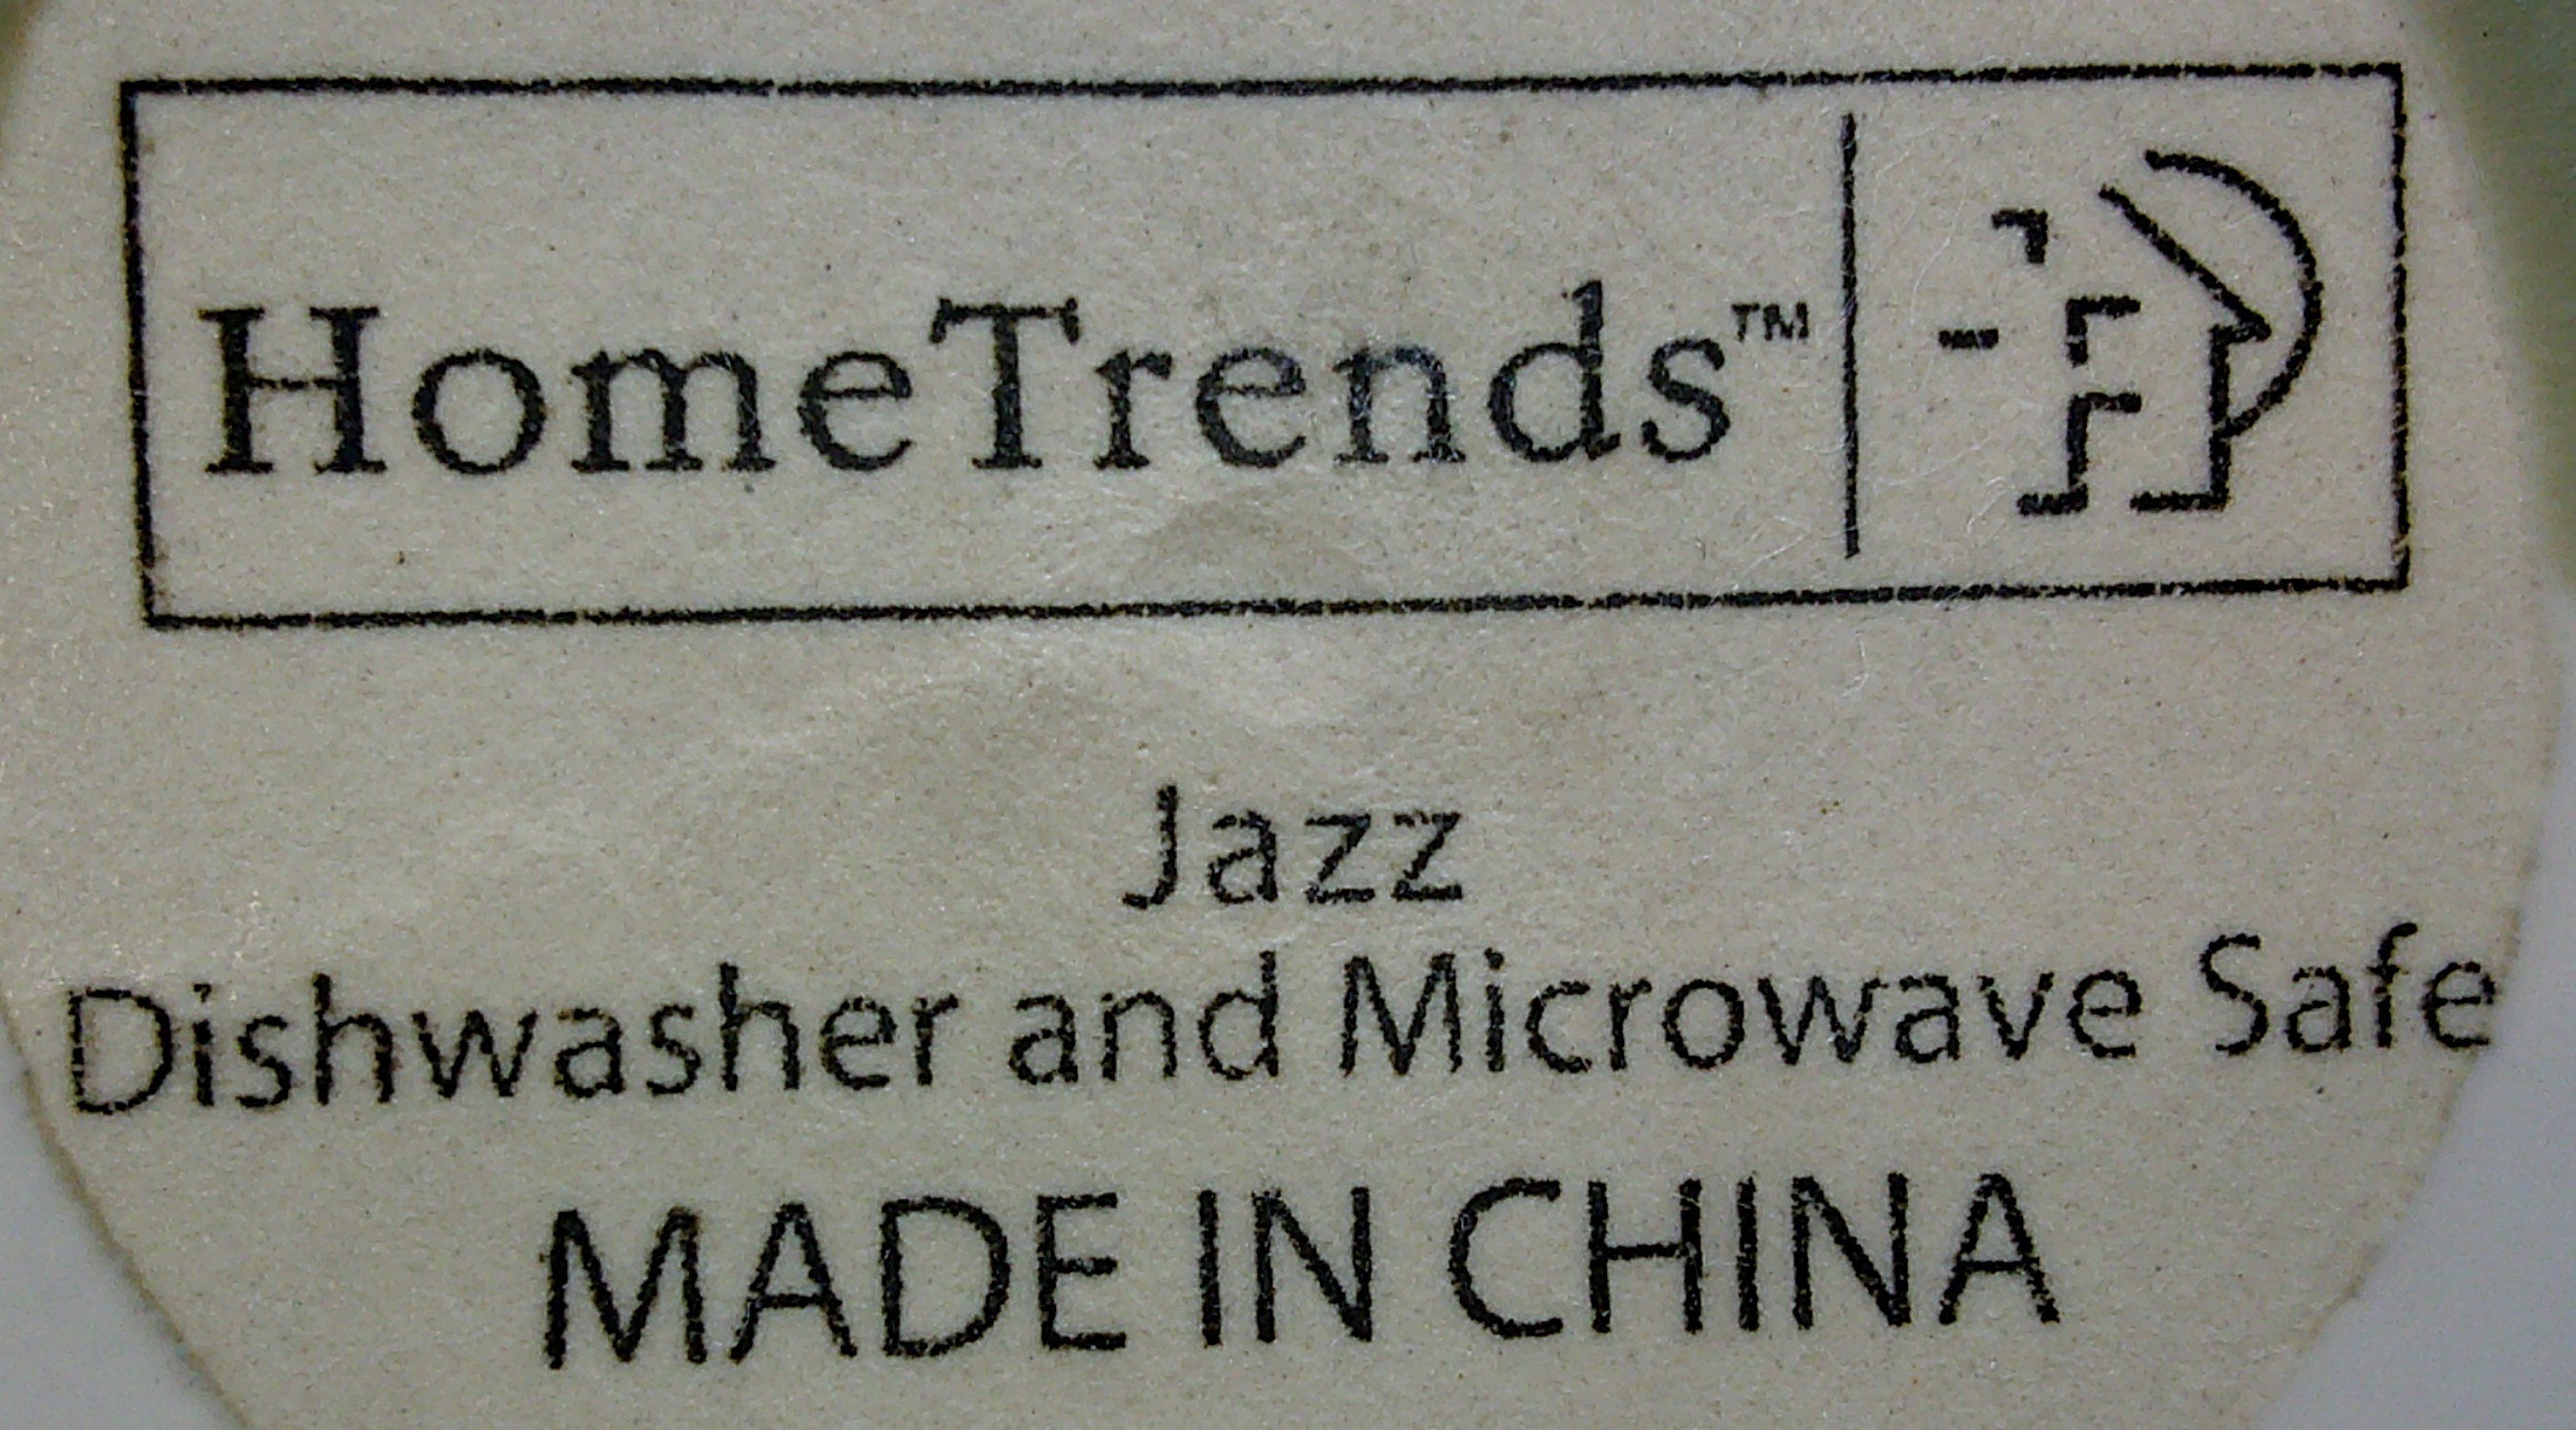 HomeTrends™
Jazz
Dishwasher and Microwave Safe
MADE IN CHINA